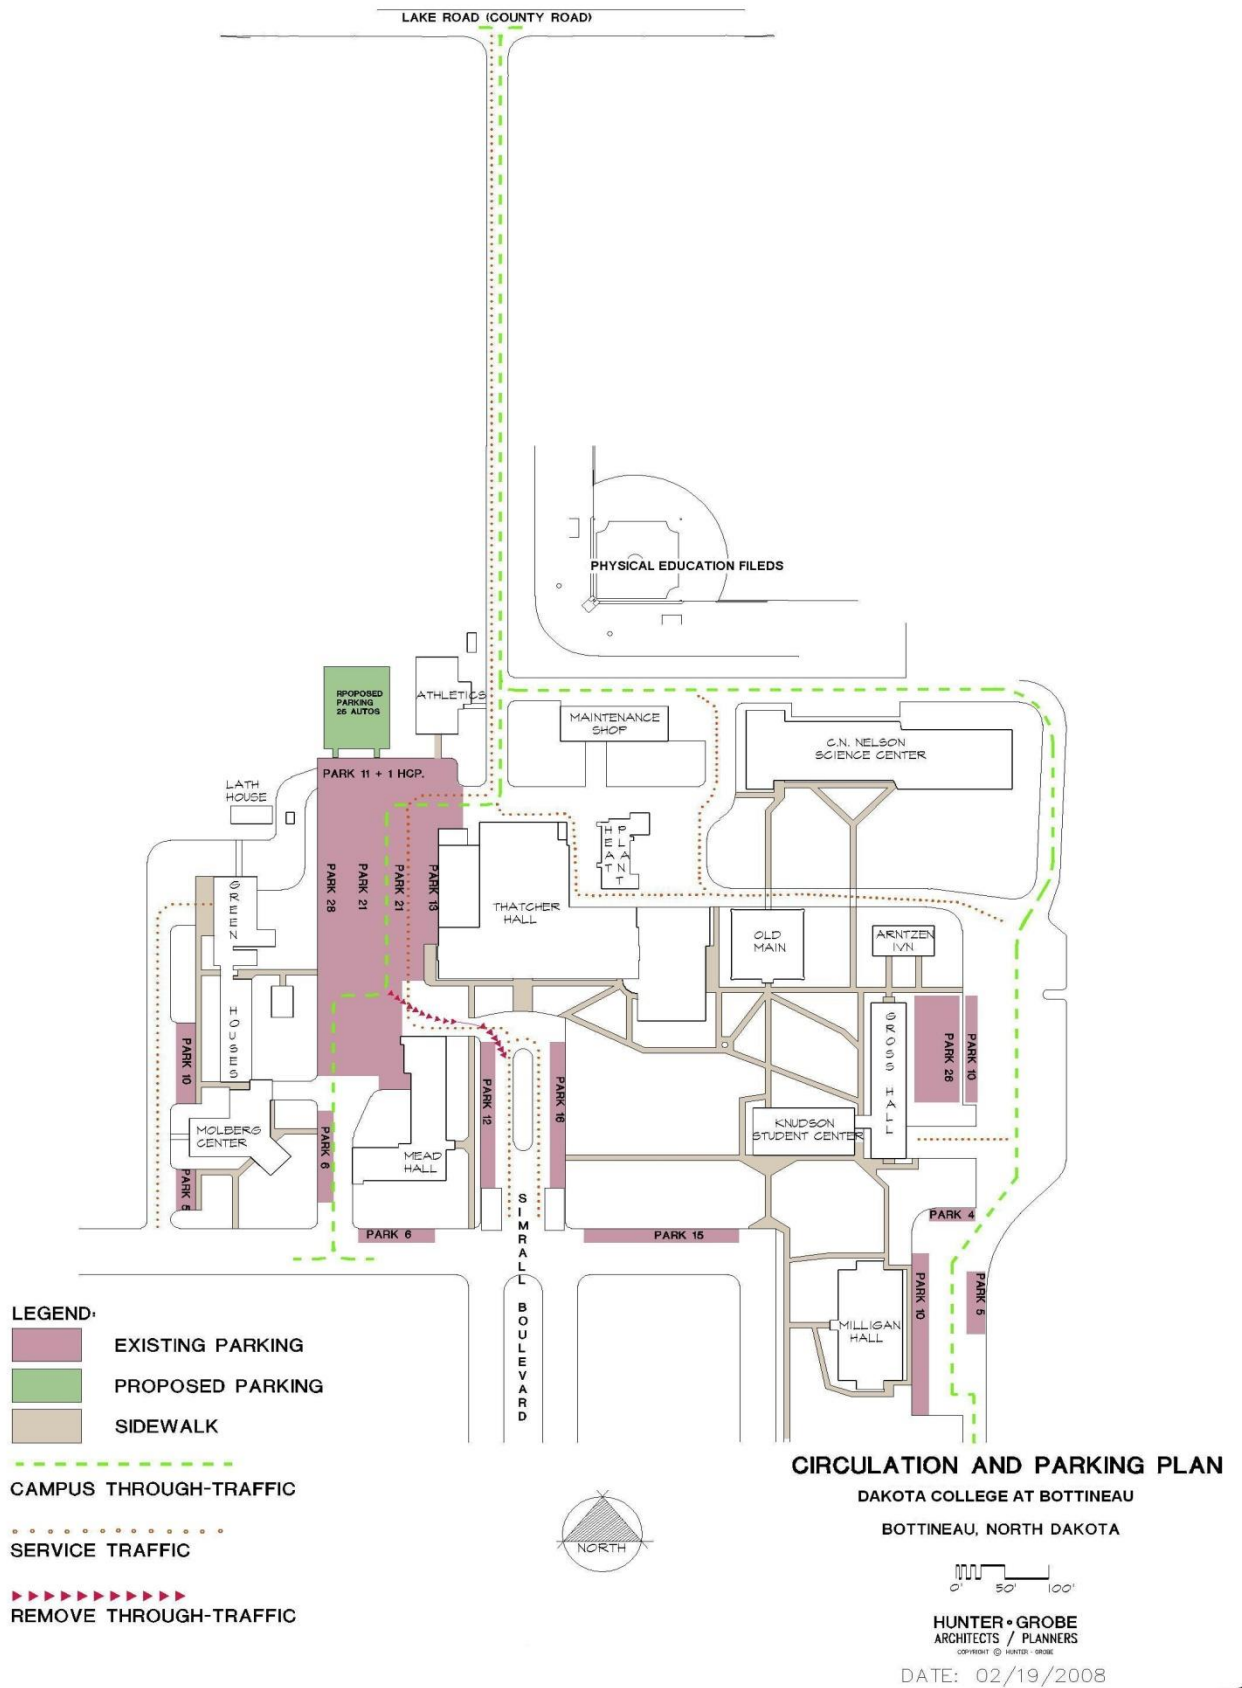 LAKE ROAD (COUNTY ROAD)
PHYSICAL EDUCATION FILEDS
RPOPOSED
PARKING
26 AUTOS
ATHLETICS
MAINTENANCE
SHOP
C.N. NELSON
SCIENCE CENTER
PARK 11 + 1 HCP.
LATH
HOUSE
HEAT
PLANT
PARK 28
PARK 21
PARK 21
PARK 13
GREEN
HOUSES
THATCHER
HALL
OLD
MAIN
ARNTZEN
IVN.
GROSS HALL
PARK 26
PARK 10
PARK 10
PARK 12
PARK 16
MOLBERG
CENTER
PARK 6
MEAD
HALL
KNUDSON
STUDENT CENTER
PARK 5
SIMRALL BOULEVARD
PARK 6
PARK 15
PARK 4
PARK 10
PARK 5
MILLIGAN
HALL
LEGEND:
EXISTING PARKING
PROPOSED PARKING
SIDEWALK
CAMPUS THROUGH-TRAFFIC
SERVICE TRAFFIC
REMOVE THROUGH-TRAFFIC
NORTH
CIRCULATION AND PARKING PLAN
DAKOTA COLLEGE AT BOTTINEAU
BOTTINEAU, NORTH DAKOTA
0' 50' 100'
HUNTER • GROBE
ARCHITECTS / PLANNERS
COPYRIGHT © HUNTER - GROBE
DATE: 02/19/2008